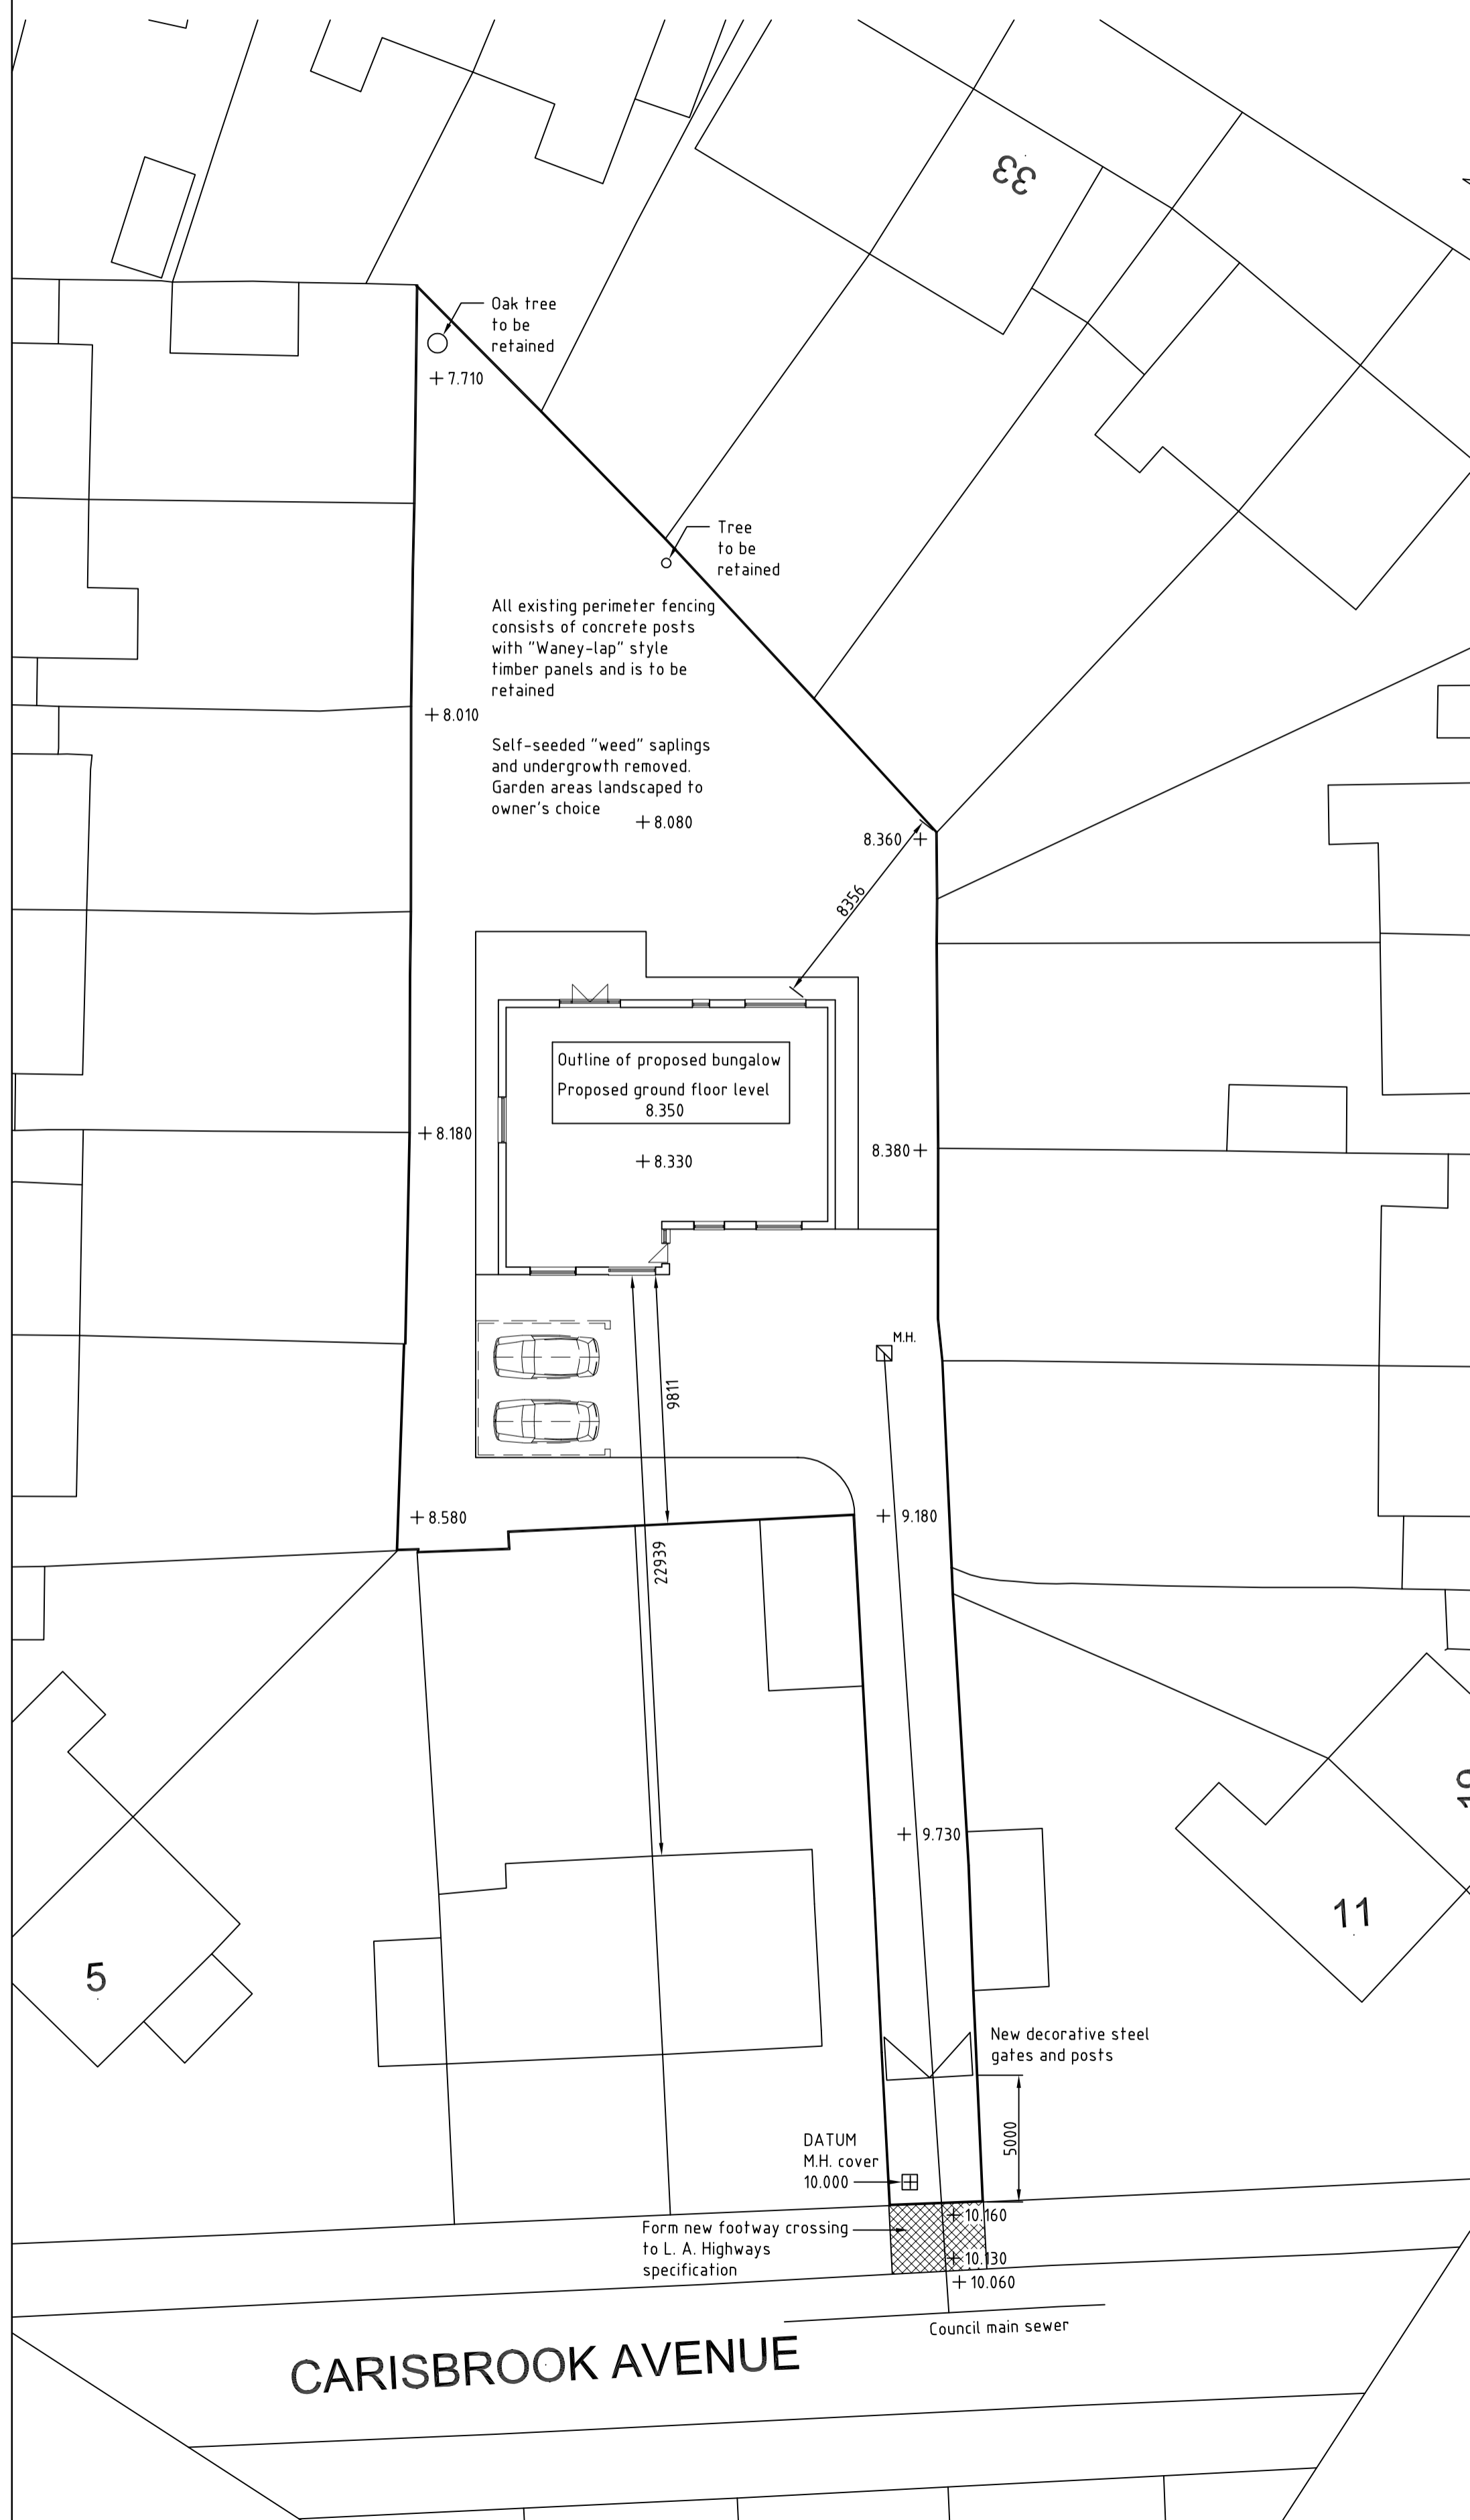 33
Oak tree
to be
retained
7.710
Tree
to be
retained
All existing perimeter fencing
consists of concrete posts
with "Waney-lap" style
timber panels and is to be
retained
8.010
Self-seeded "weed" saplings
and undergrowth removed.
Garden areas landscaped to
owner's choice
8.080
8.360
8356
Outline of proposed bungalow
Proposed ground floor level
8.350
8.180
8.330
8.380
M.H.
9811
8.580
9.180
22939
9.730
11
5
New decorative steel
gates and posts
5000
DATUM
M.H. cover
10.000
10.160
Form new footway crossing
to L. A. Highways
specification
10.130
10.060
Council main sewer
CARISBROOK AVENUE